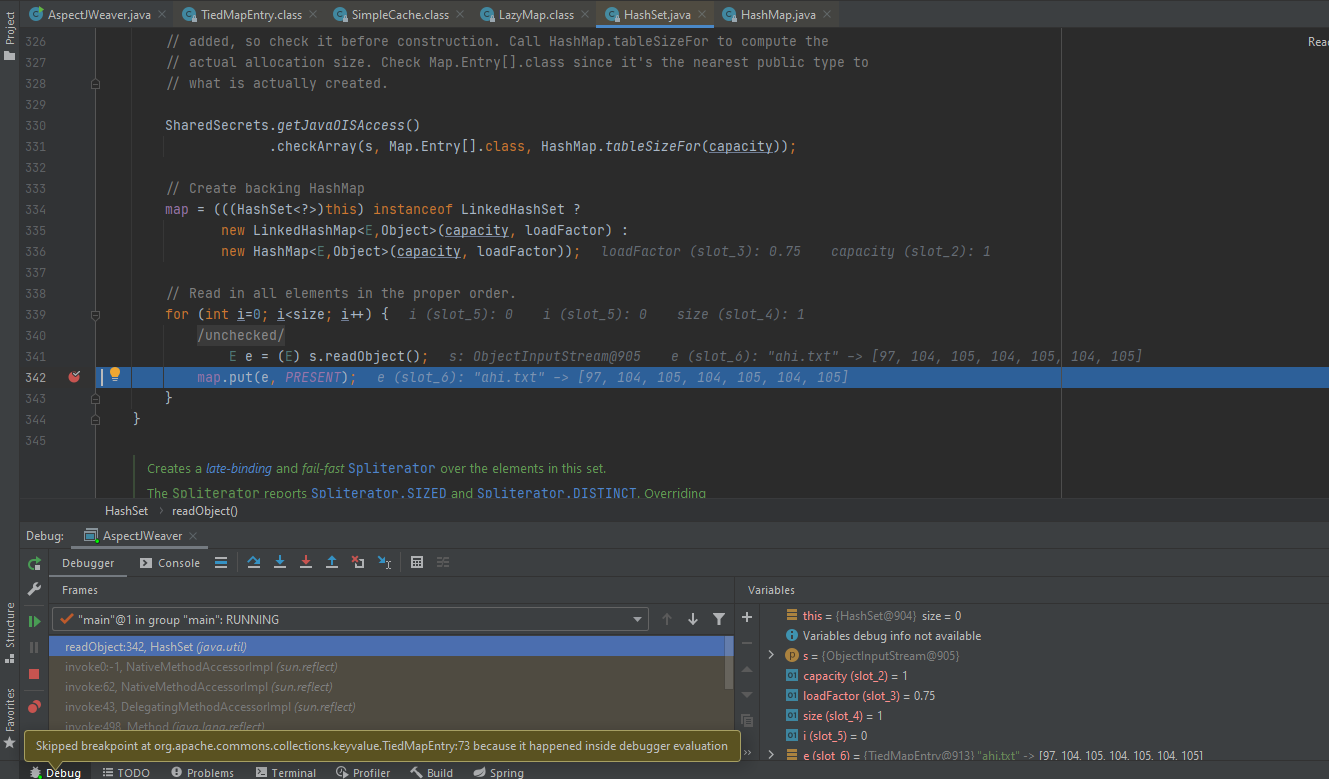 Project
AspectJWeaver.java
TiedMapEntry.class
SimpleCache.class
LazyMap.class
HashSet.java
HashMap.java
Read
326 // added, so check it before construction. Call HashMap.tableSizeFor to compute the
327 // actual allocation size. Check Map.Entry[].class since it's the nearest public type to
328 // what is actually created.
329
330 SharedSecrets.getJavaOISAccess()
331 .checkArray(s, Map.Entry[].class, HashMap.tableSizeFor(capacity));
332
333 // Create backing HashMap
334 map = (((HashSet<?>)this) instanceof LinkedHashSet ?
335 new LinkedHashMap<E,Object>(capacity, loadFactor) :
336 new HashMap<E,Object>(capacity, loadFactor)); loadFactor (slot_3): 0.75 capacity (slot_2): 1
337
338 // Read in all elements in the proper order.
339 for (int i=0; i<size; i++) { i (slot_5): 0 i (slot_5): 0 size (slot_4): 1
340 /unchecked/
341 E e = (E) s.readObject(); s: ObjectInputStream@905 e (slot_6): "ahi.txt" -> [97, 104, 105, 104, 105, 104, 105]
342 map.put(e, PRESENT); e (slot_6): "ahi.txt" -> [97, 104, 105, 104, 105, 104, 105]
343 }
344 }
345
Creates a late-binding and fail-fast Spliterator over the elements in this set.
The Spliterator reports Spliterator.SIZED and Spliterator.DISTINCT. Overriding
HashSet > readObject()
Debug: AspectJWeaver
Debugger Console
Frames
"main"@1 in group "main": RUNNING
readObject:342, HashSet (java.util)
invoke0:-1, NativeMethodAccessorImpl (sun.reflect)
invoke:62, NativeMethodAccessorImpl (sun.reflect)
invoke:43, DelegatingMethodAccessorImpl (sun.reflect)
invoke:498, Method (java.lang.reflect)
Variables
this = {HashSet@904} size = 0
Variables debug info not available
s = {ObjectInputStream@905}
capacity (slot_2) = 1
loadFactor (slot_3) = 0.75
size (slot_4) = 1
i (slot_5) = 0
e (slot_6) = {TiedMapEntry@913} "ahi.txt" -> [97, 104, 105, 104, 105, 104, 105]
Skipped breakpoint at org.apache.commons.collections.keyvalue.TiedMapEntry:73 because it happened inside debugger evaluation
Structure
Favorites
Debug
TODO
Problems
Terminal
Profiler
Build
Spring